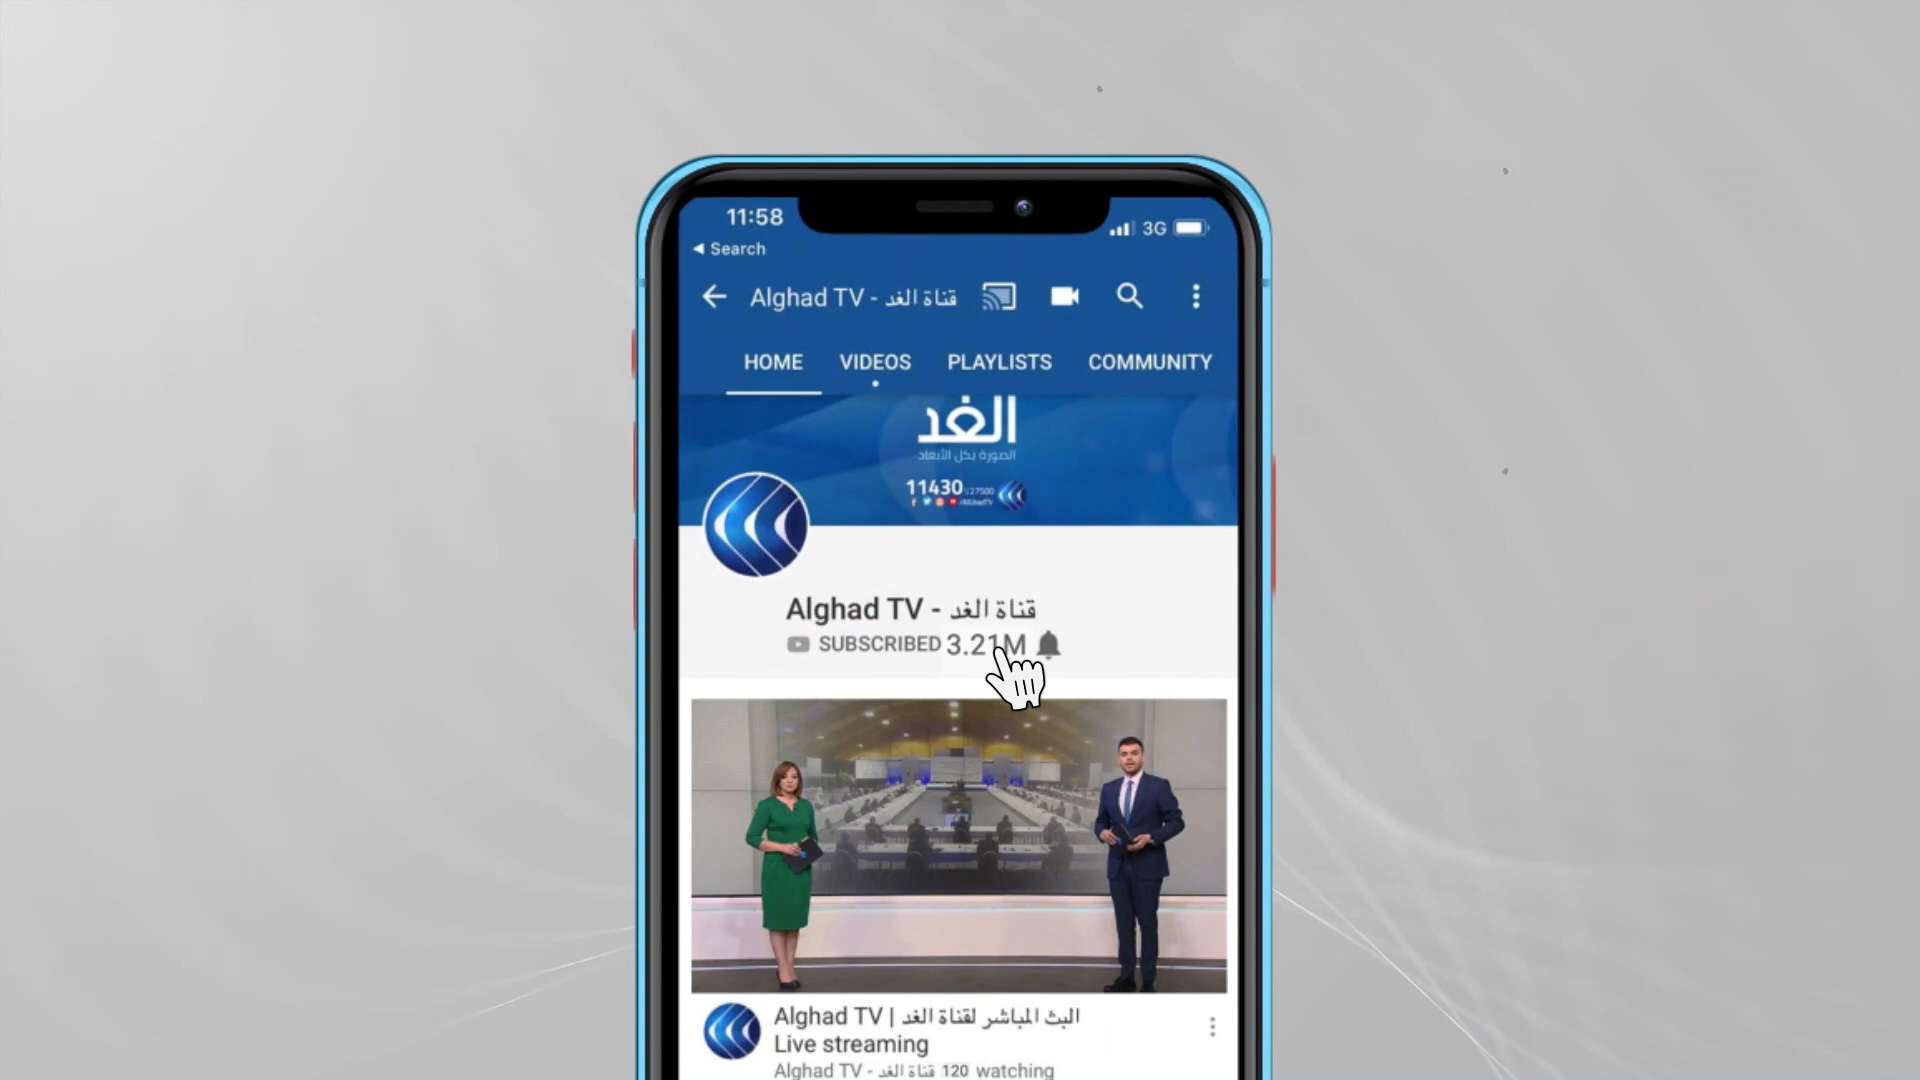 11:58
3G
◀ Search
Alghad TV - قناة الغد
HOME VIDEOS PLAYLISTS COMMUNITY
الغد
الصورة بكل الأبعاد
11430 27500
/AlGhadTV
Alghad TV - قناة الغد
SUBSCRIBED 3.21M
Alghad TV | البث المباشر لقناة الغد
Live streaming
Alghad TV - قناة الغد 120 watching